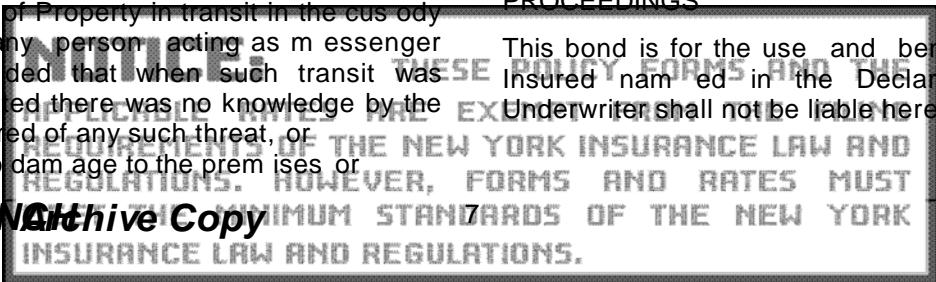 of Property in transit in the cus ody
any person acting as m essenger
ded that when such transit was
ted there was no knowledge by the
red of any such threat, or
o dam age to the prem ises or
PROCEEDINGS
This bond is for the use and ber
Insured nam ed in the Declar
Underwriter shall not be liable here
NOTICE: THESE POLICY FORMS AND THE
APPLICABLE RATES ARE EXEMPT FROM THE FILING
REQUIREMENTS OF THE NEW YORK INSURANCE LAW AND
REGULATIONS. HOWEVER, FORMS AND RATES MUST
THE MINIMUM STANDARDS OF THE NEW YORK
INSURANCE LAW AND REGULATIONS.
Archive Copy
7